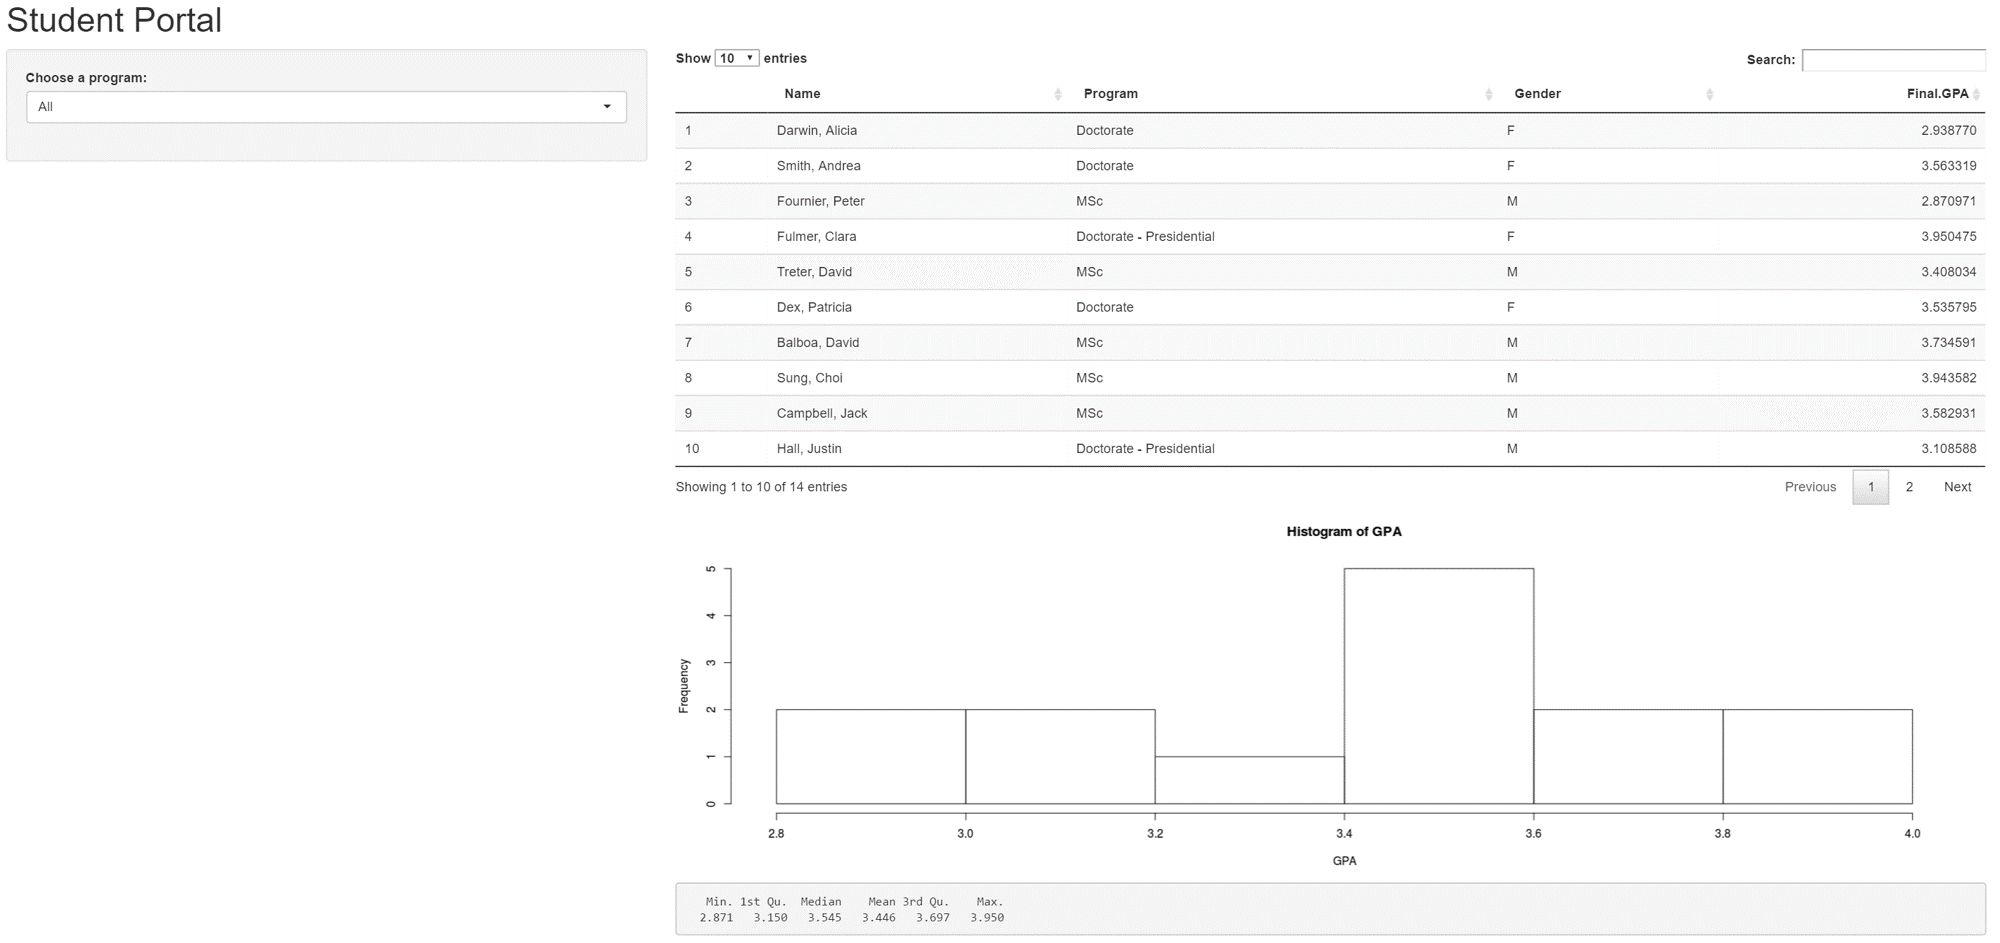 Student Portal
Choose a program:
All
Show 10 entries
Search:
Name Program Gender Final.GPA
1 Darwin, Alicia Doctorate F 2.938770
2 Smith, Andrea Doctorate F 3.563319
3 Fournier, Peter MSc M 2.870971
4 Fulmer, Clara Doctorate - Presidential F 3.950475
5 Treter, David MSc M 3.408034
6 Dex, Patricia Doctorate F 3.535795
7 Balboa, David MSc M 3.734591
8 Sung, Choi MSc M 3.943582
9 Campbell, Jack MSc M 3.582931
10 Hall, Justin Doctorate - Presidential M 3.108588
Showing 1 to 10 of 14 entries
Previous 1 2 Next
Histogram of GPA
5
4
3
2
1
0
Frequency
2.8 3.0 3.2 3.4 3.6 3.8 4.0
GPA
Min. 1st Qu. Median Mean 3rd Qu. Max.
2.871 3.150 3.545 3.446 3.697 3.950